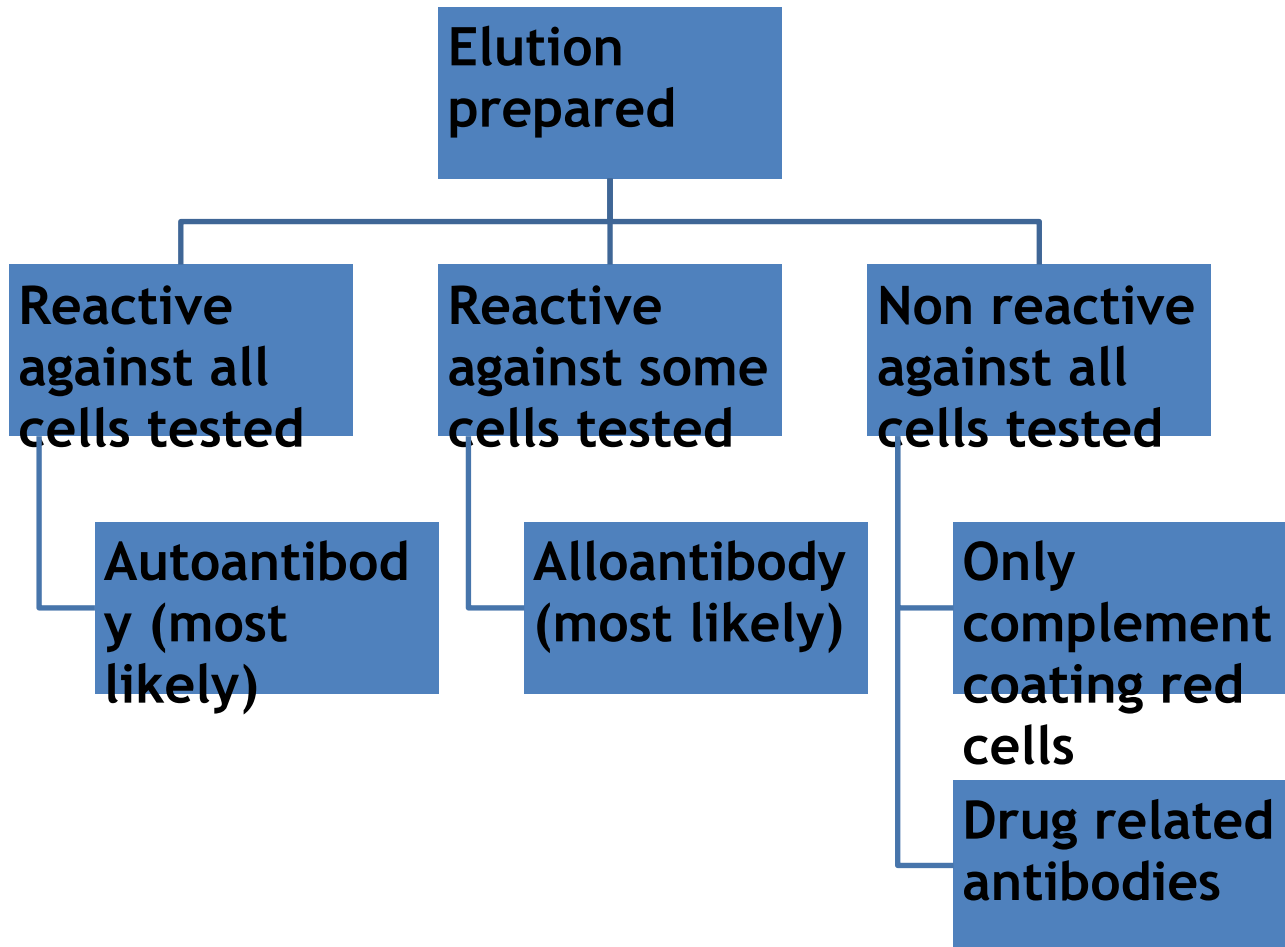 Elution
prepared
Reactive
against all
cells tested
Reactive
against some
cells tested
Non reactive
against all
cells tested
Autoantibod
y (most
likely)
Alloantibody
(most likely)
Only
complement
coating red
cells
Drug related
antibodies